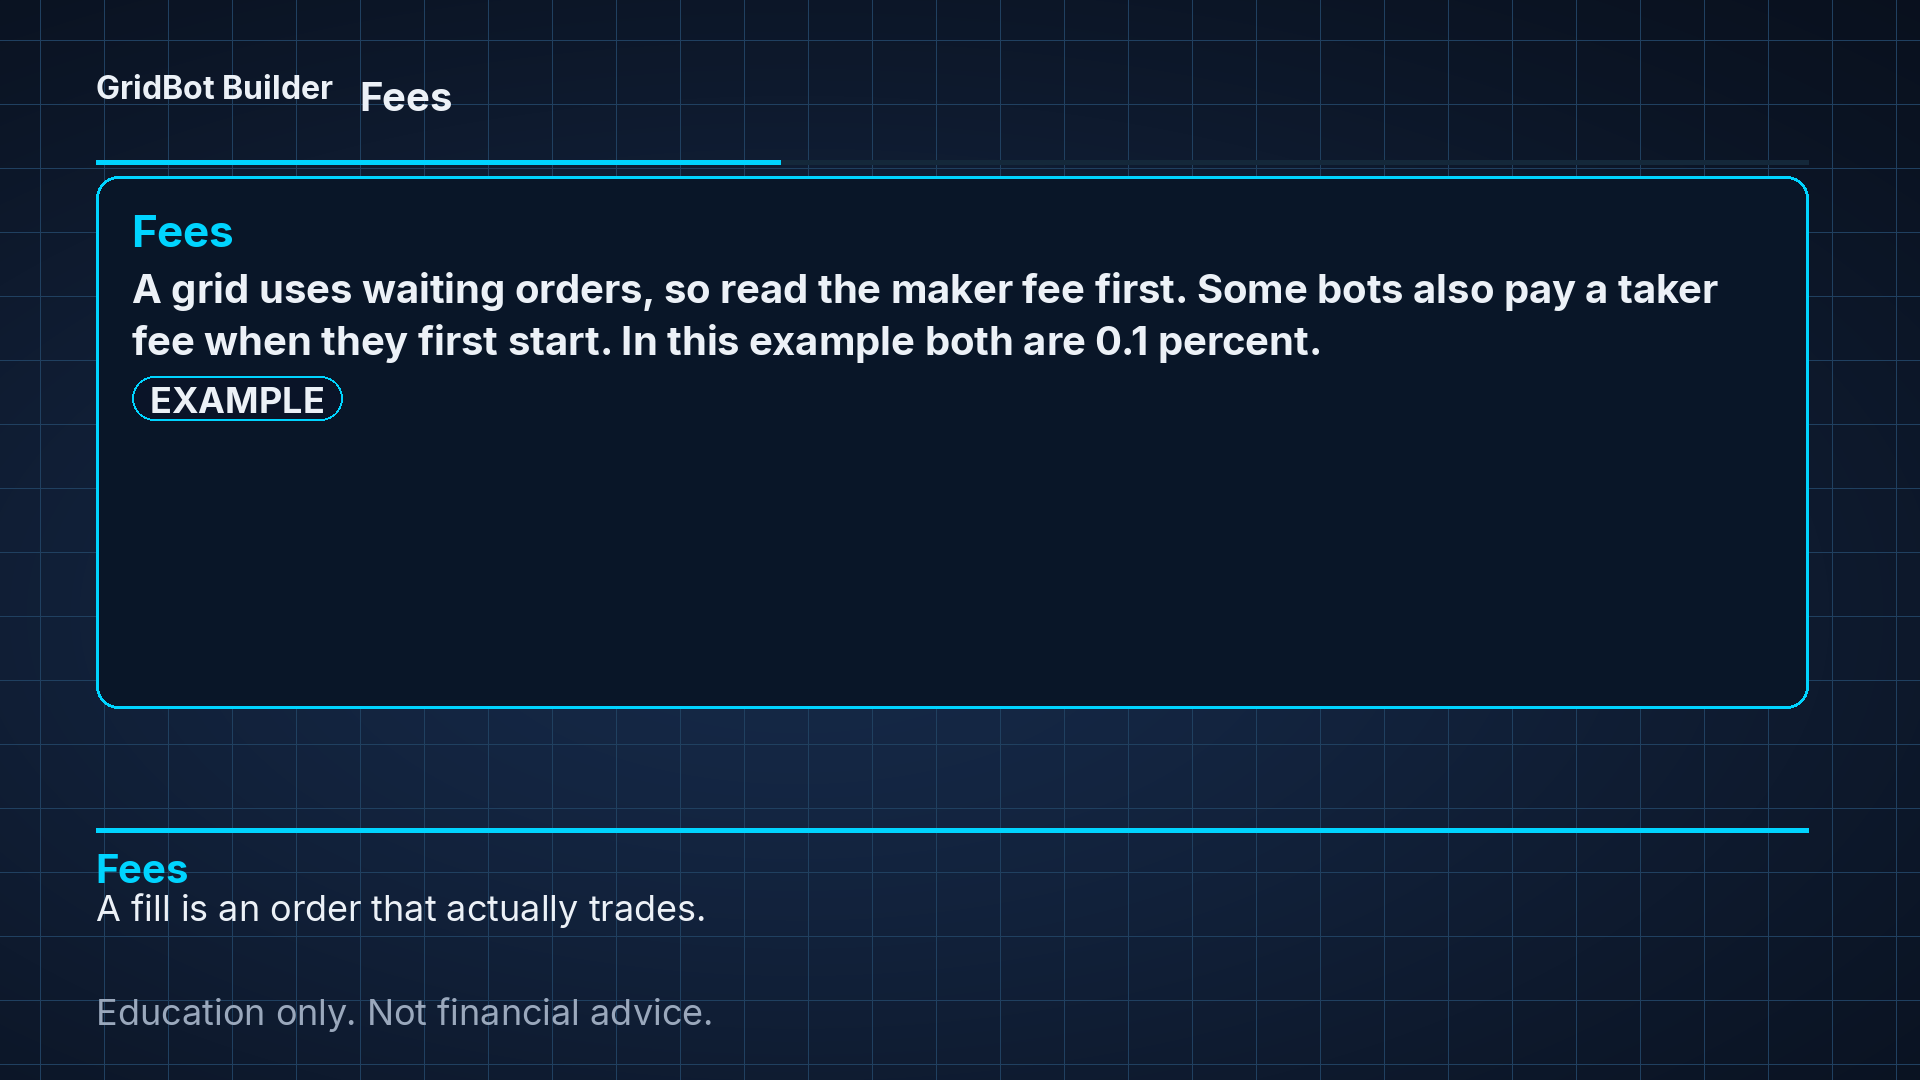 GridBot Builder Fees
Fees
A grid uses waiting orders, so read the maker fee first. Some bots also pay a taker
fee when they first start. In this example both are 0.1 percent.
EXAMPLE
Fees
A fill is an order that actually trades.
Education only. Not financial advice.